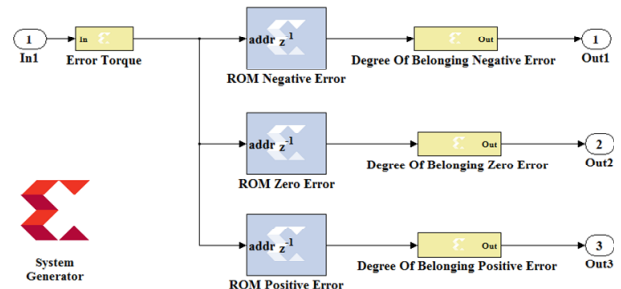 1
In1
In
Error Torque
addr z-1
ROM Negative Error
Out
Degree Of Belonging Negative Error
1
Out1
addr z-1
ROM Zero Error
Out
Degree Of Belonging Zero Error
2
Out2
addr z-1
ROM Positive Error
Out
Degree Of Belonging Positive Error
3
Out3
System
Generator